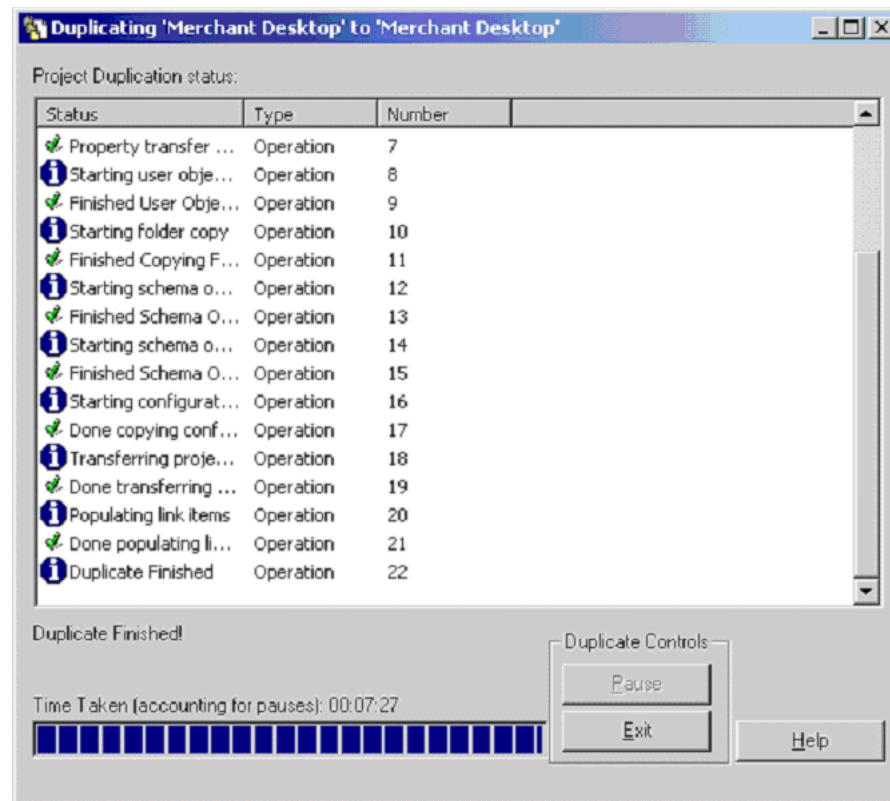 Duplicating 'Merchant Desktop' to 'Merchant Desktop'
Project Duplication status:
Status Type Number
Property transfer ... Operation 7
Starting user obje... Operation 8
Finished User Obje... Operation 9
Starting folder copy Operation 10
Finished Copying F... Operation 11
Starting schema o... Operation 12
Finished Schema O... Operation 13
Starting schema o... Operation 14
Finished Schema O... Operation 15
Starting configurat... Operation 16
Done copying conf... Operation 17
Transferring proje... Operation 18
Done transferring ... Operation 19
Populating link items Operation 20
Done populating li... Operation 21
Duplicate Finished Operation 22
Duplicate Finished!
Duplicate Controls
Pause
Time Taken (accounting for pauses): 00:07:27
Exit
Help